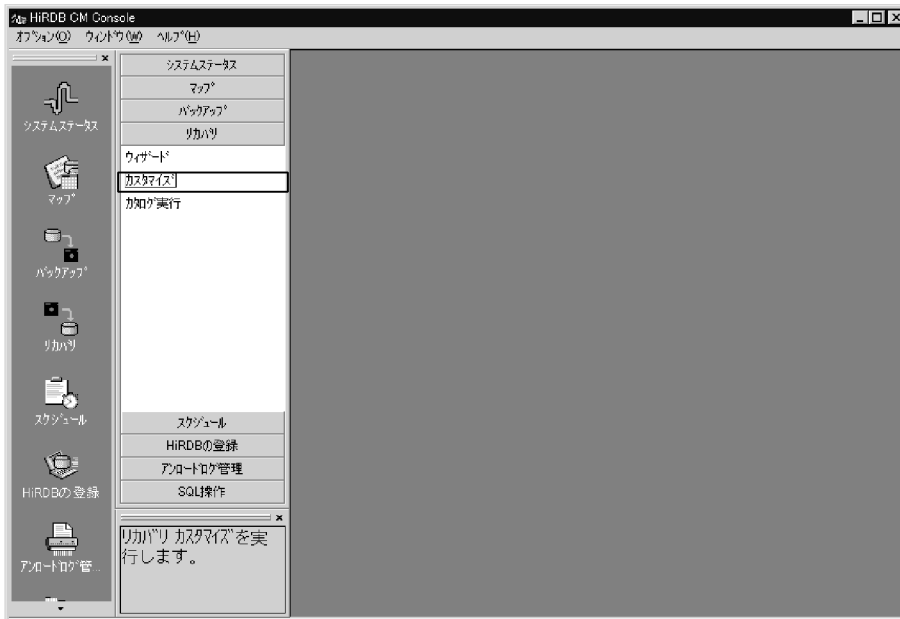 HiRDB CM Console
ｵﾌﾟｼｮﾝ(O) ｳｨﾝﾄﾞｳ(W) ﾍﾙﾌﾟ(H)
ｼｽﾃﾑｽﾃｰﾀｽ
ﾏｯﾌﾟ
ﾊﾞｯｸｱｯﾌﾟ
ﾘｶﾊﾞﾘ
ｽｹｼﾞｭｰﾙ
HiRDBの登録
ｱﾝﾛｰﾄﾞﾛｸﾞ管...
ｼｽﾃﾑｽﾃｰﾀｽ
ﾏｯﾌﾟ
ﾊﾞｯｸｱｯﾌﾟ
ﾘｶﾊﾞﾘ
ｳｨｻﾞｰﾄﾞ
ｶｽﾀﾏｲｽﾞ
ｶﾀﾛｸﾞ実行
ｽｹｼﾞｭｰﾙ
HiRDBの登録
ｱﾝﾛｰﾄﾞﾛｸﾞ管理
SQL操作
ﾘｶﾊﾞﾘ ｶｽﾀﾏｲｽﾞを実
行します。